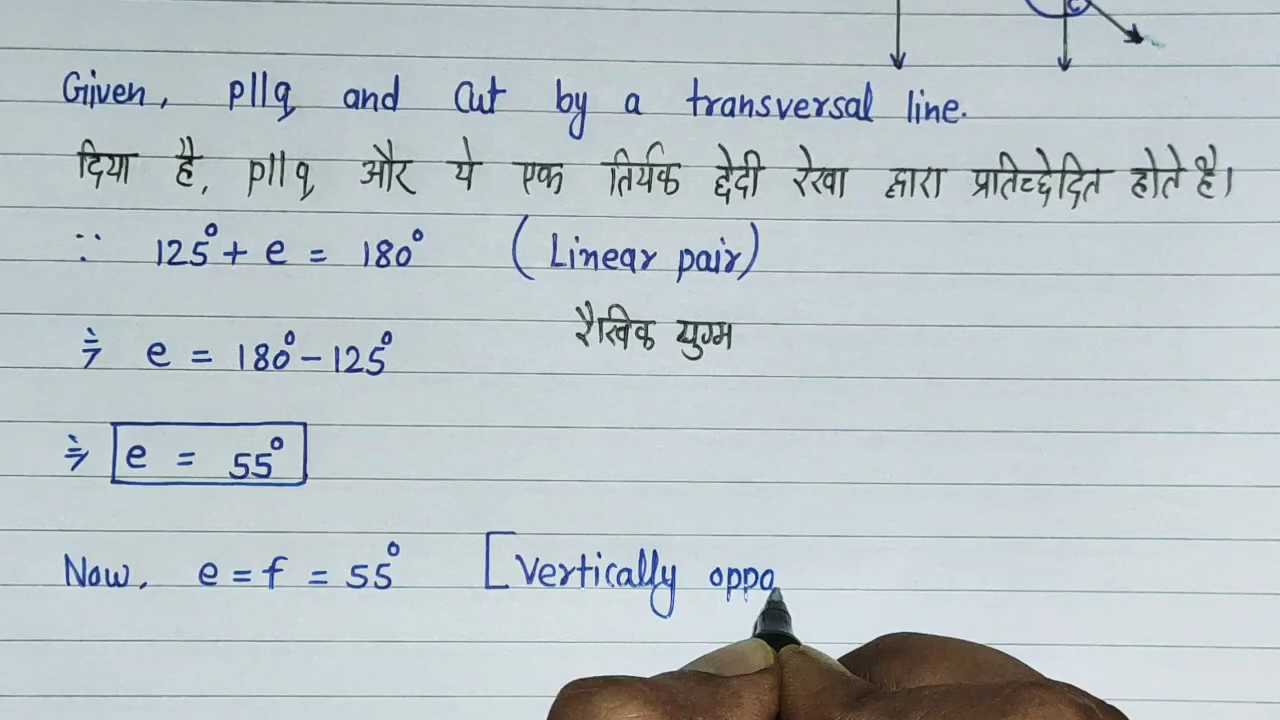 c
Given, p||q and cut by a transversal line.
दिया है, p||q और ये एक तिर्यक छेदी रेखा द्वारा प्रतिच्छेदित होते है।
∵ 125° + e = 180° (Linear pair)
रैखिक युग्म
⇒ e = 180° - 125°
⇒ e = 55°
Now, e = f = 55° [Vertically oppo